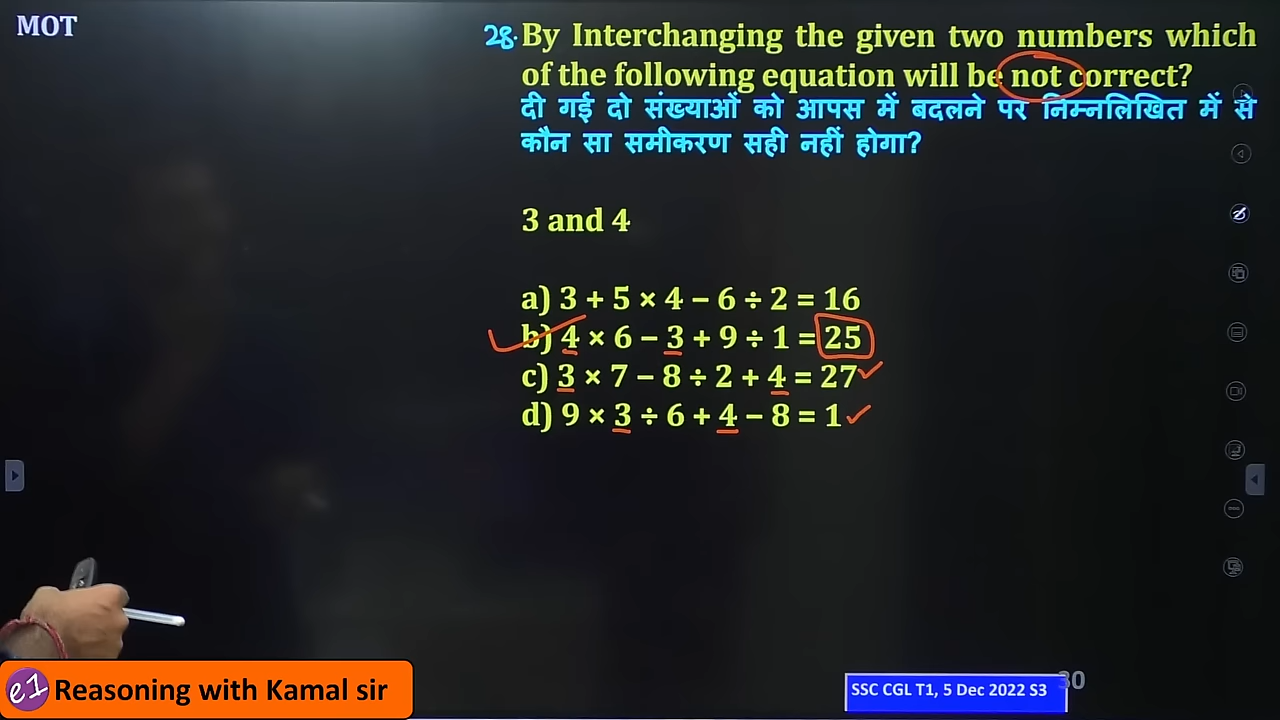 MOT
28. By Interchanging the given two numbers which
of the following equation will be not correct?
दी गई दो संख्याओं को आपस में बदलने पर निम्नलिखित में से
कौन सा समीकरण सही नहीं होगा?
3 and 4
a) 3 + 5 × 4 – 6 ÷ 2 = 16
b) 4 × 6 – 3 + 9 ÷ 1 = 25
c) 3 × 7 – 8 ÷ 2 + 4 = 27
d) 9 × 3 ÷ 6 + 4 – 8 = 1
e1 Reasoning with Kamal sir
SSC CGL T1, 5 Dec 2022 S3
30